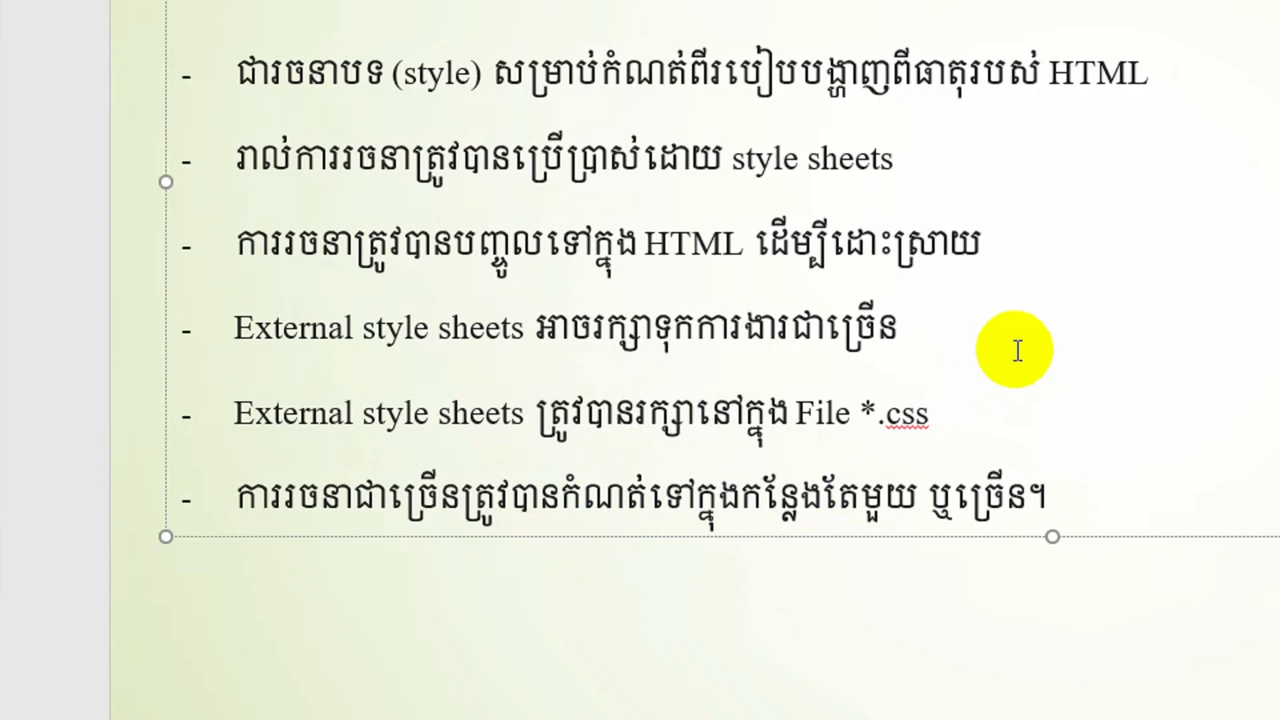 - ជារចនាបទ (style) សម្រាប់កំណត់ពីរបៀបបង្ហាញពីធាតុរបស់ HTML
- រាល់ការរចនាត្រូវបានប្រើប្រាស់ដោយ style sheets
- ការរចនាត្រូវបានបញ្ចូលទៅក្នុង HTML ដើម្បីដោះស្រាយ
- External style sheets អាចរក្សាទុកការងារជាច្រើន
- External style sheets ត្រូវបានរក្សានៅក្នុង File *.css
- ការរចនាជាច្រើនត្រូវបានកំណត់ទៅក្នុងកន្លែងតែមួយ ឬច្រើន។